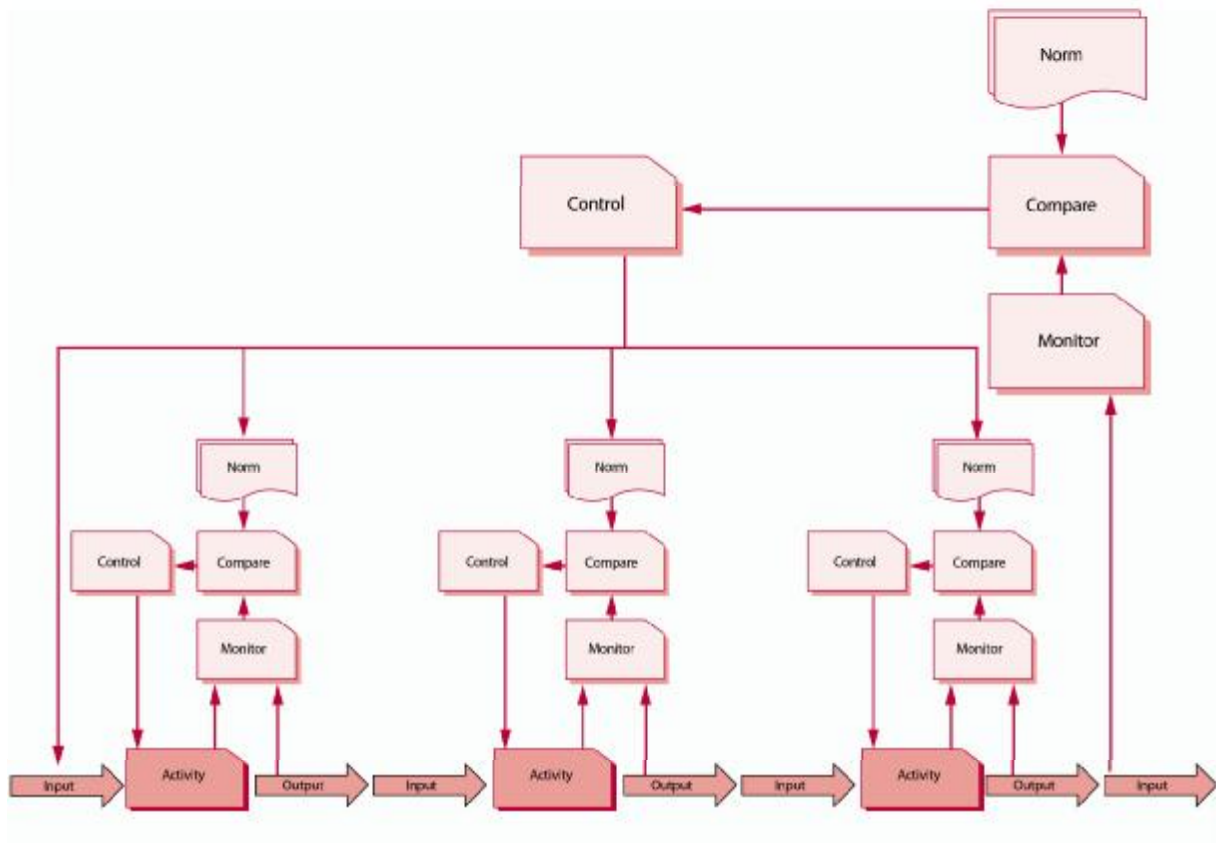 Norm
Control
Compare
Monitor
Norm
Norm
Norm
Control
Compare
Control
Compare
Control
Compare
Monitor
Monitor
Monitor
Input
Activity
Output
Input
Activity
Output
Input
Activity
Output
Input